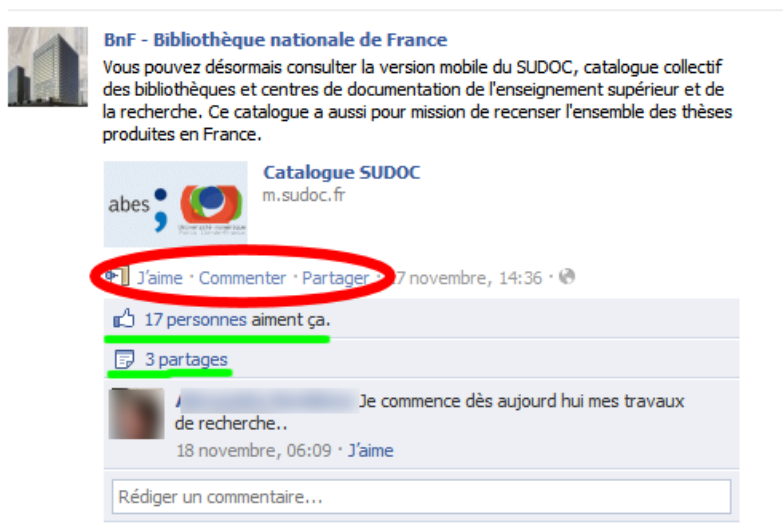 BnF - Bibliothèque nationale de France
Vous pouvez désormais consulter la version mobile du SUDOC, catalogue collectif
des bibliothèques et centres de documentation de l'enseignement supérieur et de
la recherche. Ce catalogue a aussi pour mission de recenser l'ensemble des thèses
produites en France.
Catalogue SUDOC
m.sudoc.fr
abes
J'aime · Commenter · Partager · 17 novembre, 14:36 ·
17 personnes aiment ça.
3 partages
Je commence dès aujourd hui mes travaux
de recherche..
18 novembre, 06:09 · J'aime
Rédiger un commentaire...